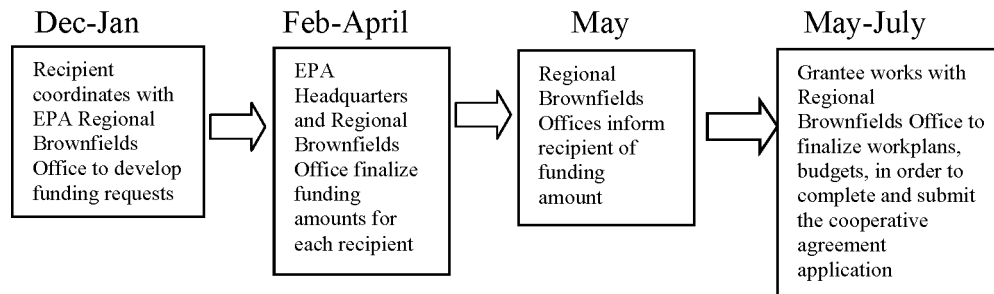 Dec-Jan
Recipient
coordinates with
EPA Regional
Brownfields
Office to develop
funding requests
Feb-April
EPA
Headquarters
and Regional
Brownfields
Office finalize
funding
amounts for
each recipient
May
Regional
Brownfields
Offices inform
recipient of
funding
amount
May-July
Grantee works with
Regional
Brownfields Office to
finalize workplans,
budgets, in order to
complete and submit
the cooperative
agreement
application